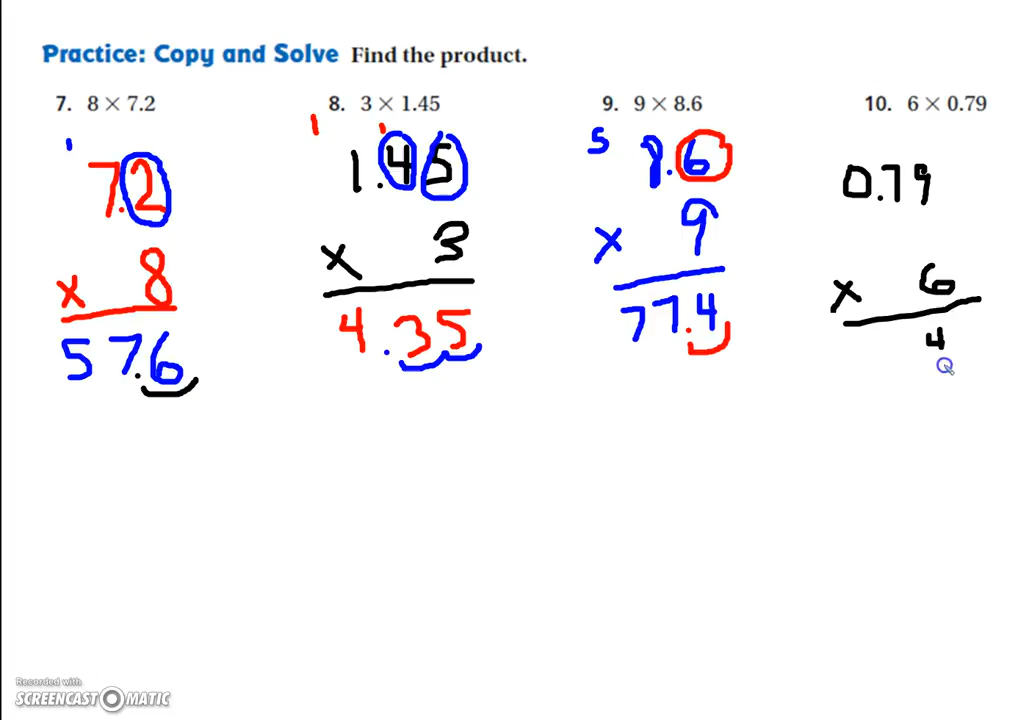 Practice: Copy and Solve Find the product.
7. 8 × 7.2
8. 3 × 1.45
9. 9 × 8.6
10. 6 × 0.79
1
7.2
x 8
57.6
1 1
1.45
x 3
4.35
5
8.6
x 9
77.4
0.79
x 6
4
Recorded with
SCREENCAST O MATIC